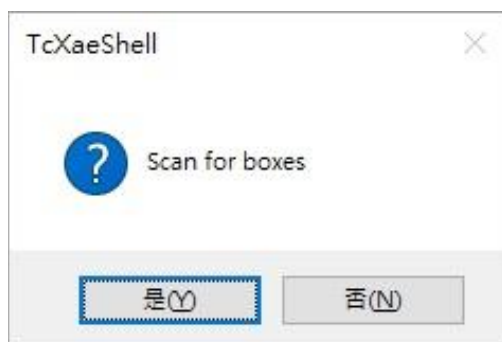 TcXaeShell
Scan for boxes
是(Y)
否(N)